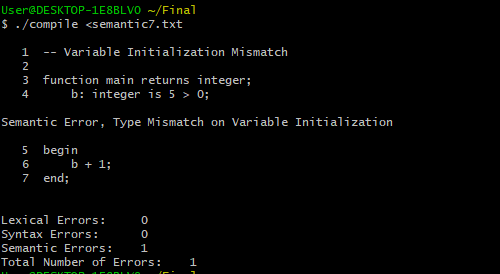 User@DESKTOP-1E8BLVO ~/Final
$ ./compile <semantic7.txt
1 -- Variable Initialization Mismatch
2
3 function main returns integer;
4 b: integer is 5 > 0;
Semantic Error, Type Mismatch on Variable Initialization
5 begin
6 b + 1;
7 end;
Lexical Errors: 0
Syntax Errors: 0
Semantic Errors: 1
Total Number of Errors: 1
User@DESKTOP-1E8BLVO ~/Final